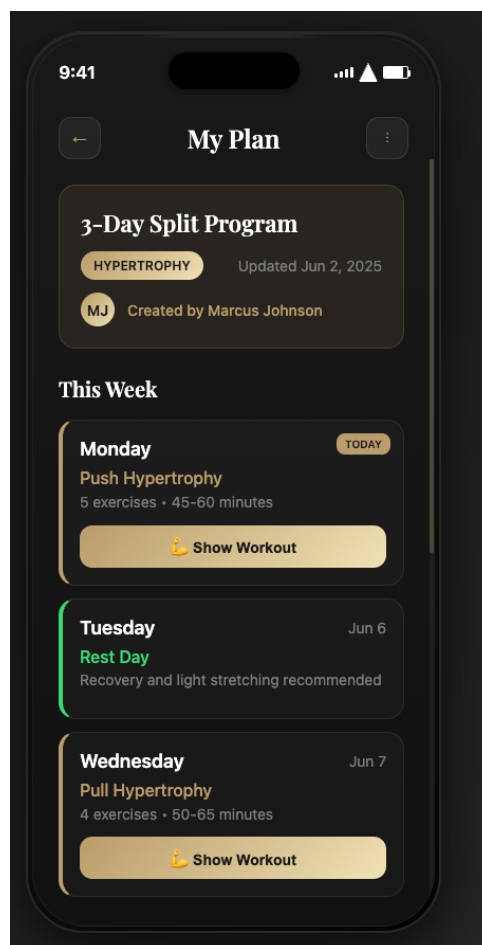 9:41
← My Plan ⋮
3-Day Split Program
HYPERTROPHY Updated Jun 2, 2025
MJ Created by Marcus Johnson
This Week
Monday TODAY
Push Hypertrophy
5 exercises • 45-60 minutes
💪 Show Workout
Tuesday Jun 6
Rest Day
Recovery and light stretching recommended
Wednesday Jun 7
Pull Hypertrophy
4 exercises • 50-65 minutes
💪 Show Workout